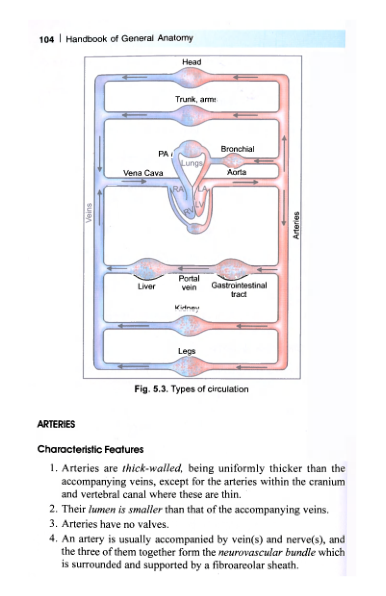 104 | Handbook of General Anatomy
Head
Trunk, arms
PA
Bronchial
Lungs
Vena Cava
Aorta
RA
LA
RV
LV
Veins
Arteries
Liver
Portal
vein
Gastrointestinal
tract
Kidney
Legs
Fig. 5.3. Types of circulation
ARTERIES
Characteristic Features
1. Arteries are thick-walled, being uniformly thicker than the
accompanying veins, except for the arteries within the cranium
and vertebral canal where these are thin.
2. Their lumen is smaller than that of the accompanying veins.
3. Arteries have no valves.
4. An artery is usually accompanied by vein(s) and nerve(s), and
the three of them together form the neurovascular bundle which
is surrounded and supported by a fibroareolar sheath.